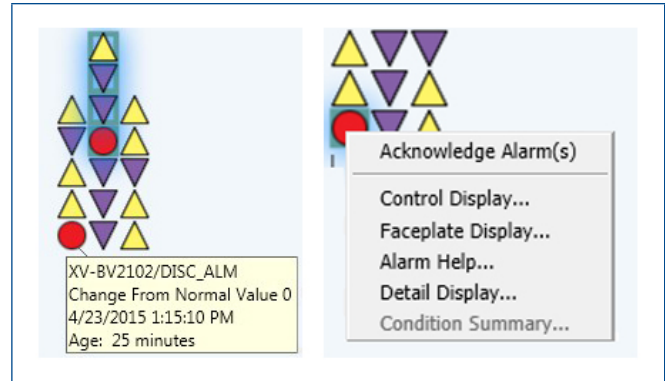 XV-BV2102/DISC_ALM
Change From Normal Value 0
4/23/2015 1:15:10 PM
Age: 25 minutes
Acknowledge Alarm(s)
Control Display...
Faceplate Display...
Alarm Help...
Detail Display...
Condition Summary...